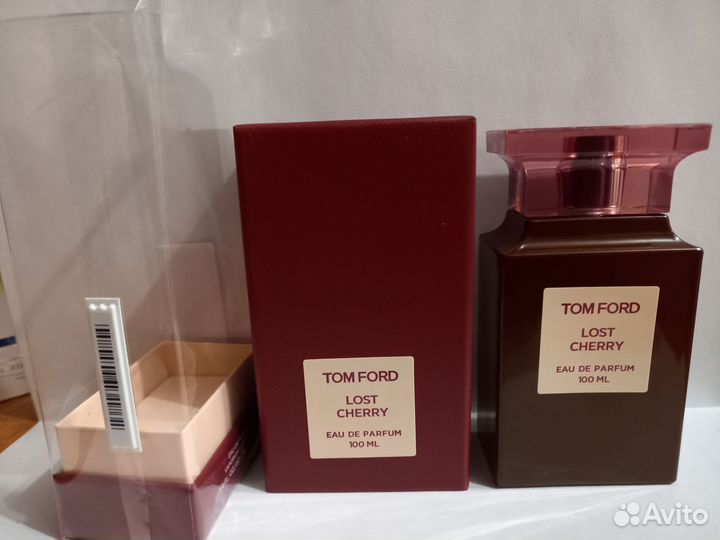 TOM FORD
LOST
CHERRY
EAU DE PARFUM
100 ML
TOM FORD
LOST
CHERRY
EAU DE PARFUM
100 ML
Avito